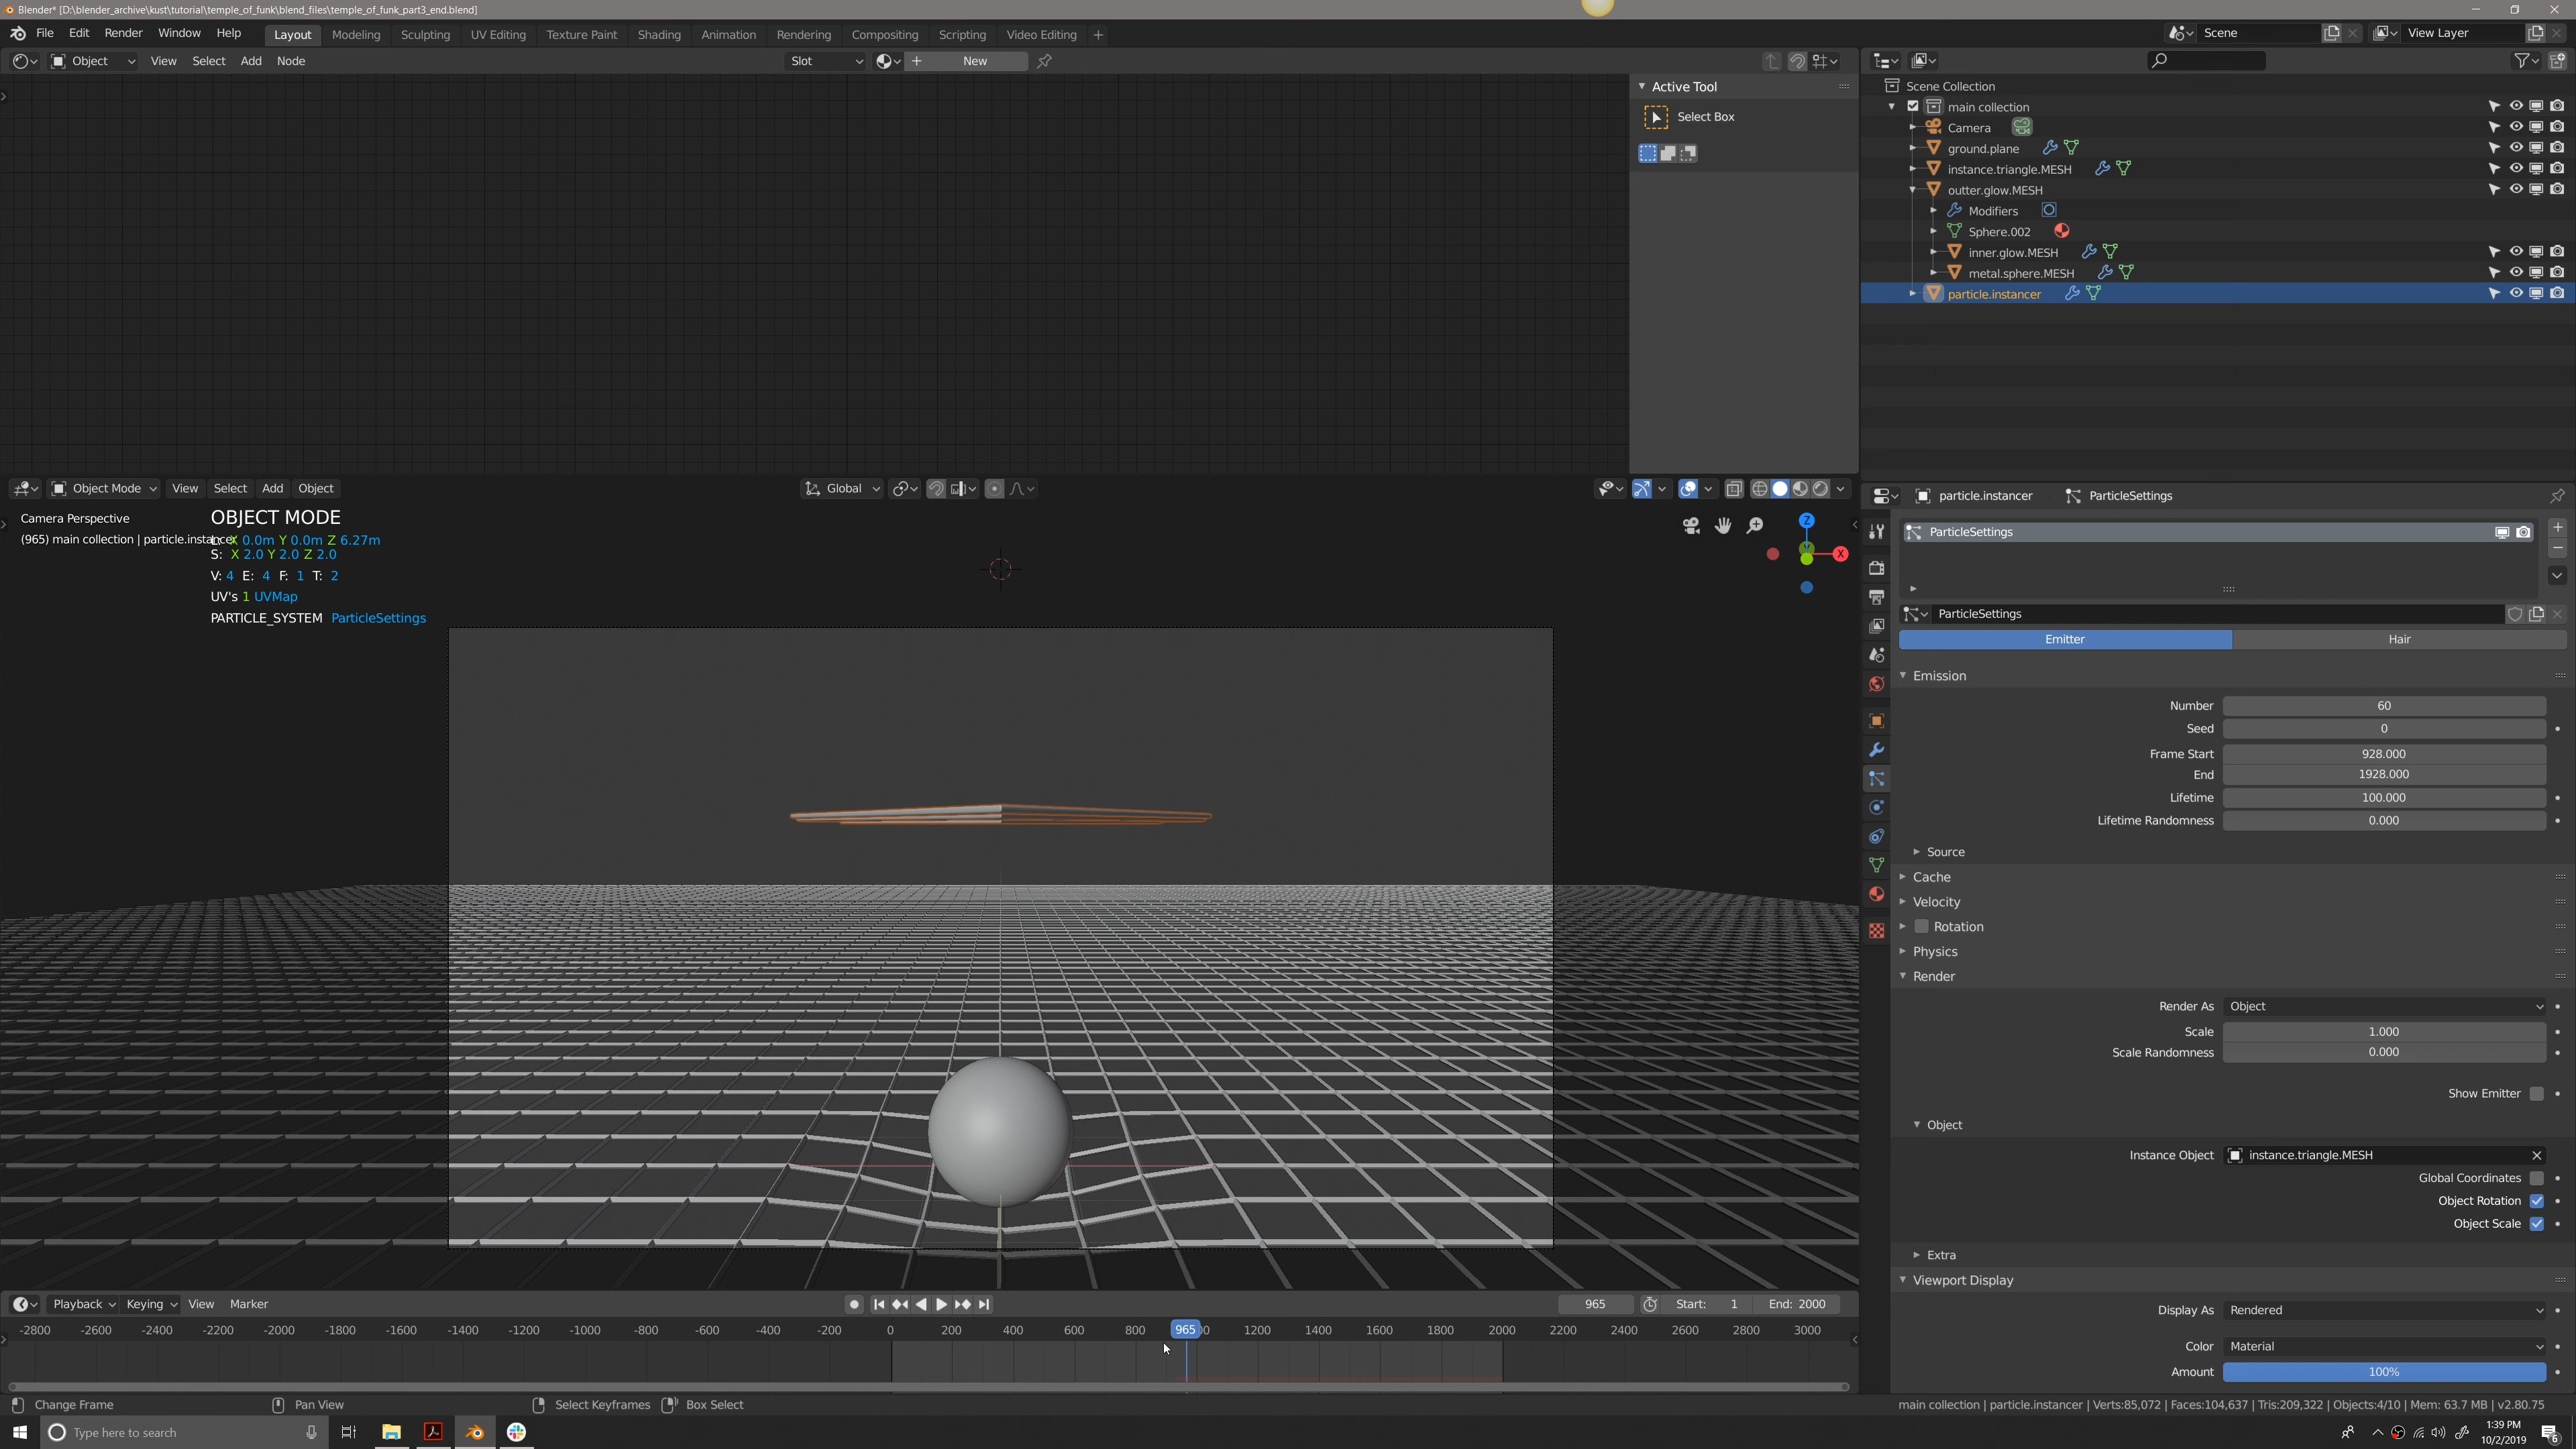 Blender* [D:\blender_archive\kust\tutorial\temple_of_funk\blend_files\temple_of_funk_part3_end.blend]
File Edit Render Window Help Layout Modeling Sculpting UV Editing Texture Paint Shading Animation Rendering Compositing Scripting Video Editing + Scene View Layer
Object View Select Add Node Slot New
Active Tool
Select Box
Scene Collection
main collection
Camera
ground.plane
instance.triangle.MESH
outter.glow.MESH
Modifiers
Sphere.002
inner.glow.MESH
metal.sphere.MESH
particle.instancer
Object Mode View Select Add Object Global
Camera Perspective
(965) main collection | particle.instancer
OBJECT MODE
X 0.0m Y 0.0m Z 6.27m
S: X 2.0 Y 2.0 Z 2.0
V: 4 E: 4 F: 1 T: 2
UV's 1 UVMap
PARTICLE_SYSTEM ParticleSettings
Z
X
particle.instancer ParticleSettings
ParticleSettings
ParticleSettings
Emitter Hair
Emission
Number 60
Seed 0
Frame Start 928.000
End 1928.000
Lifetime 100.000
Lifetime Randomness 0.000
Source
Cache
Velocity
Rotation
Physics
Render
Render As Object
Scale 1.000
Scale Randomness 0.000
Show Emitter
Object
Instance Object instance.triangle.MESH
Global Coordinates
Object Rotation
Object Scale
Extra
Viewport Display
Display As Rendered
Color Material
Amount 100%
Playback Keying View Marker 965 Start: 1 End: 2000
-2800 -2600 -2400 -2200 -2000 -1800 -1600 -1400 -1200 -1000 -800 -600 -400 -200 0 200 400 600 800 965 1200 1400 1600 1800 2000 2200 2400 2600 2800 3000
Change Frame Pan View Select Keyframes Box Select
main collection | particle.instancer | Verts:85,072 | Faces:104,637 | Tris:209,322 | Objects:4/10 | Mem: 63.7 MB | v2.80.75
Type here to search
1:39 PM
10/2/2019
6